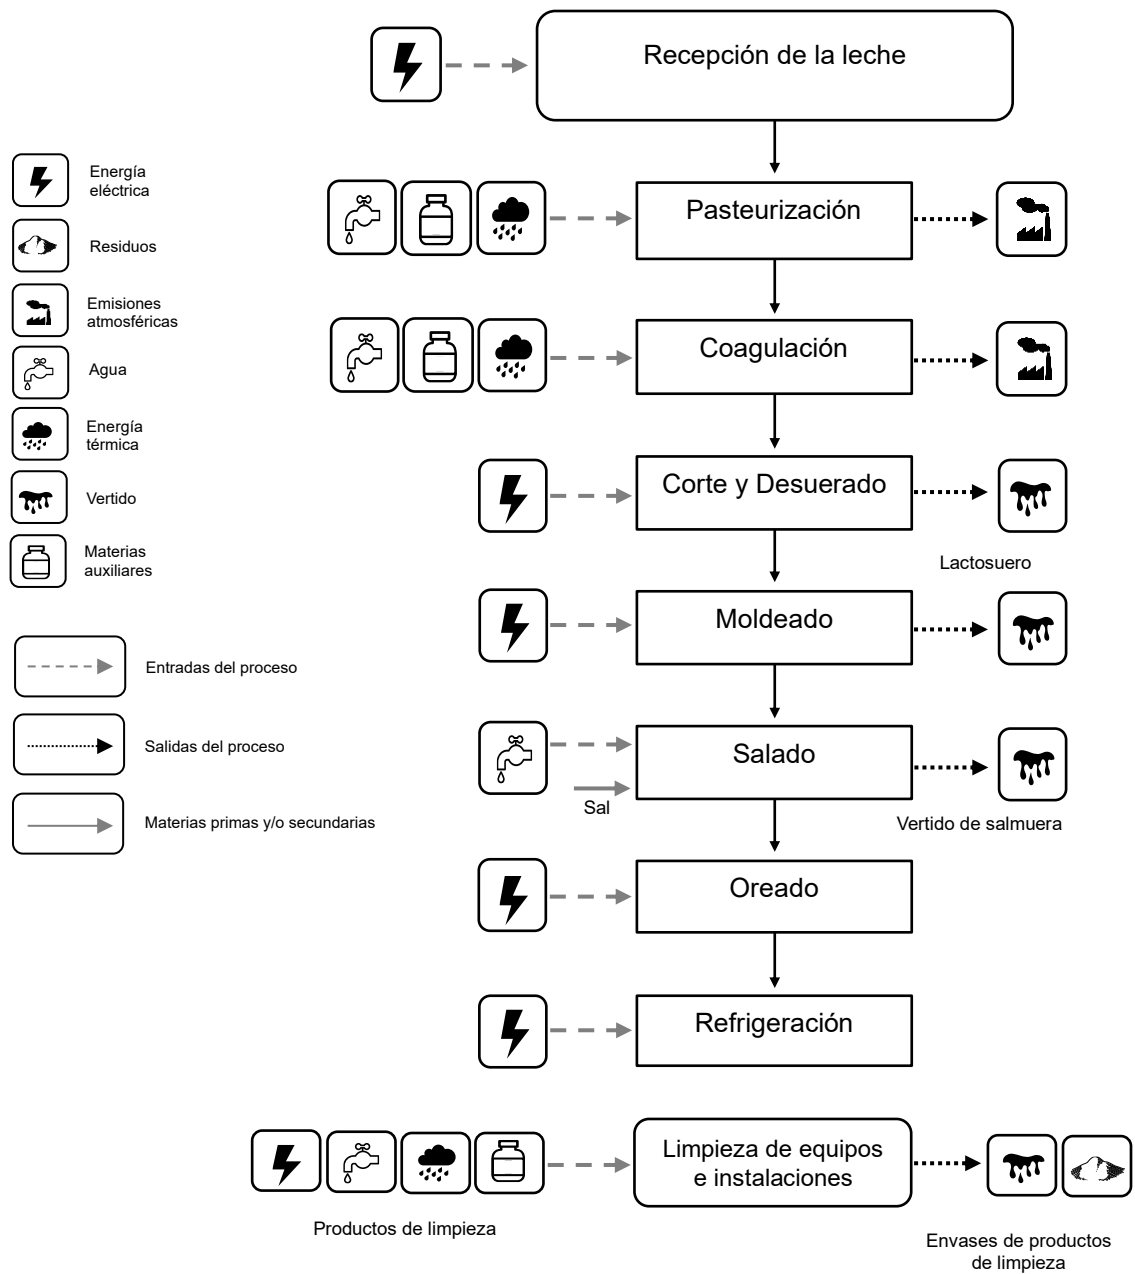 Recepción de la leche
Energía
eléctrica
Residuos
Emisiones
atmosféricas
Agua
Energía
térmica
Vertido
Materias
auxiliares
Entradas del proceso
Salidas del proceso
Materias primas y/o secundarias
Pasteurización
Coagulación
Corte y Desuerado
Lactosuero
Moldeado
Salado
Sal
Vertido de salmuera
Oreado
Refrigeración
Limpieza de equipos
e instalaciones
Productos de limpieza
Envases de productos
de limpieza